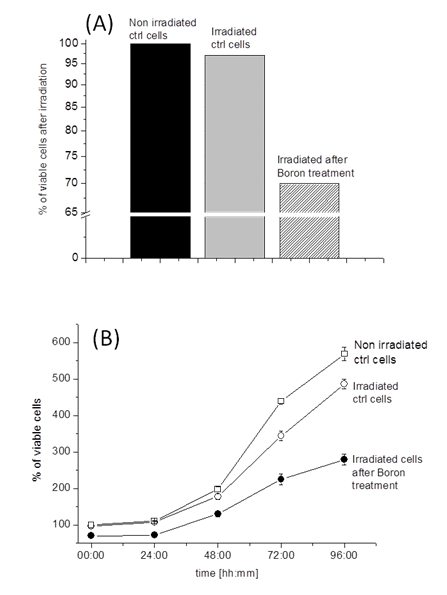 (A)
Non irradiated
ctrl cells
Irradiated
ctrl cells
Irradiated after
Boron treatment
% of viable cells after irradiation
100
95
90
85
80
75
70
65
0
(B)
Non irradiated
ctrl cells
Irradiated
ctrl cells
Irradiated cells
after Boron
treatment
% of viable cells
600
500
400
300
200
100
00:00 24:00 48:00 72:00 96:00
time [hh:mm]